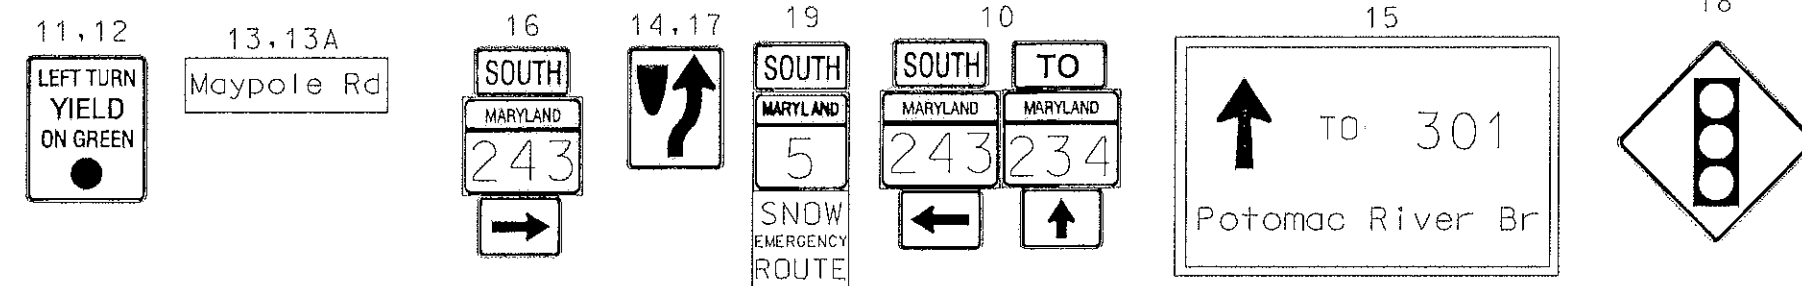 11,12
LEFT TURN
YIELD
ON GREEN
13,13A
Maypole Rd
16
SOUTH
MARYLAND
243
14,17
19
SOUTH
MARYLAND
5
SNOW
EMERGENCY
ROUTE
10
SOUTH TO
MARYLAND MARYLAND
243 234
15
TO 301
Potomac River Br
18